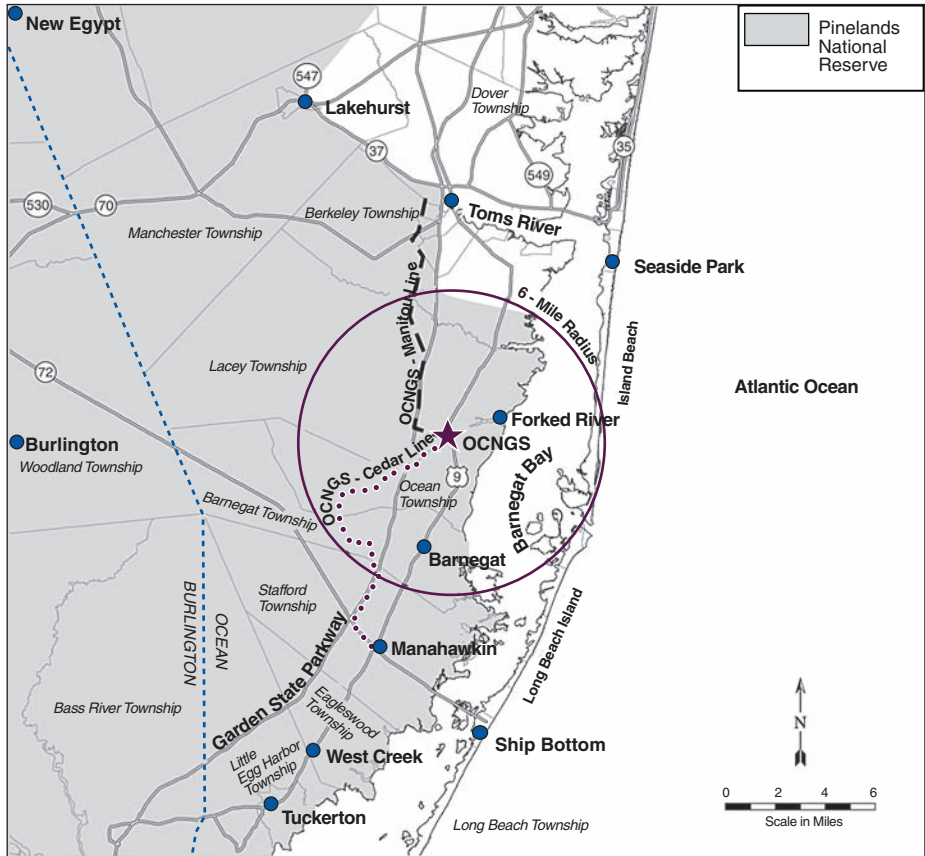 New Egypt
Pinelands
National
Reserve
547
Lakehurst
Dover
Township
37
35
549
530
70
Berkeley Township
Toms River
Manchester Township
Seaside Park
6 - Mile Radius
OCNGS - Manitou Line
Island Beach
Lacey Township
72
Atlantic Ocean
Forked River
Burlington
OCNGS
Woodland Township
OCNGS - Cedar Line
9
Ocean
Township
Barnegat Bay
Barnegat Township
Barnegat
Stafford
Township
BURLINGTON
OCEAN
Long Beach Island
Manahawkin
Garden State Parkway
Bass River Township
Eagleswood
Township
N
Ship Bottom
West Creek
Little
Egg Harbor
Township
0 2 4 6
Scale in Miles
Tuckerton
Long Beach Township